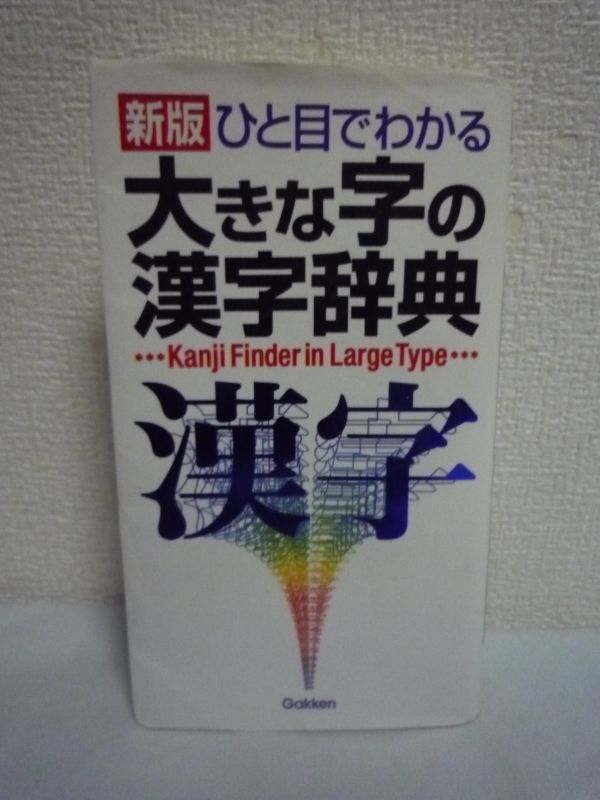 新版 ひと目でわかる
大きな字の
漢字辞典
•••Kanji Finder in Large Type•••
漢字
Gakken